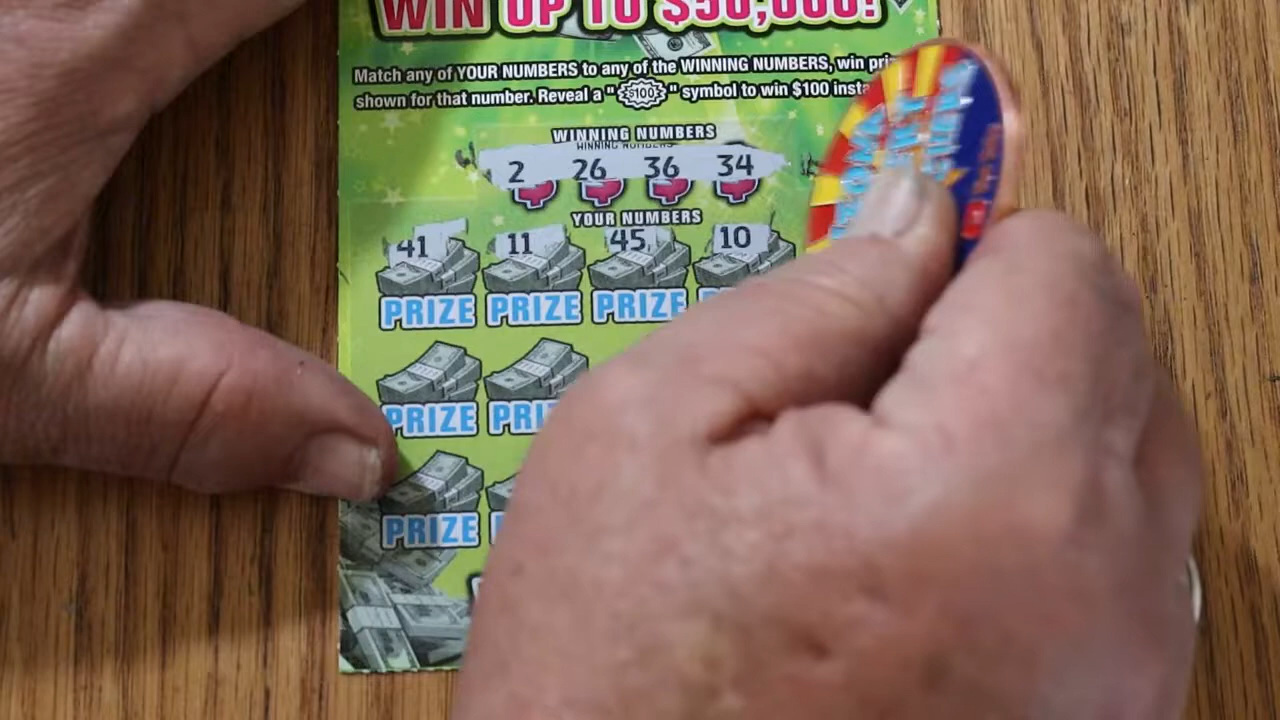 WIN UP TO $50,000!
Match any of YOUR NUMBERS to any of the WINNING NUMBERS, win
shown for that number. Reveal a " $100 " symbol to win $100
WINNING NUMBERS
WINNING NUMBERS
2 26 36 34
YOUR NUMBERS
41 11 45 10
PRIZE PRIZE PRIZE
PRIZE
PRIZE